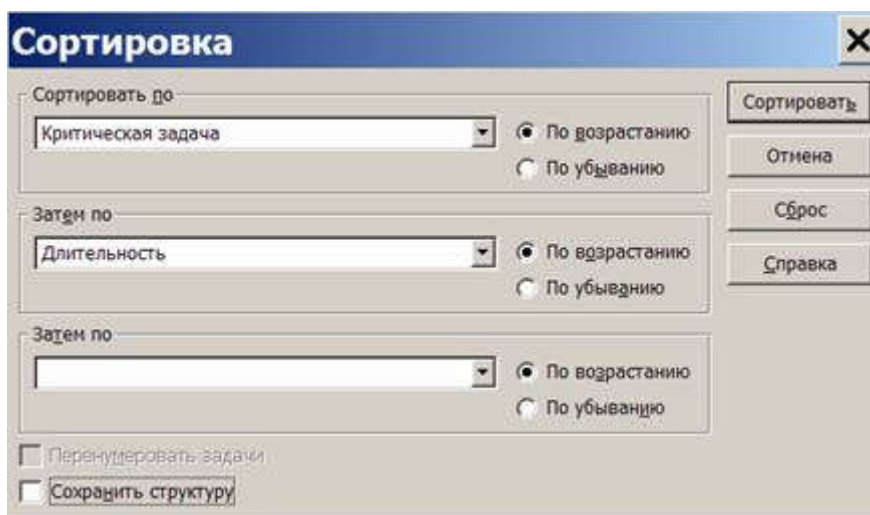 Сортировка
Сортировать по
Критическая задача
По возрастанию
По убыванию
Затем по
Длительность
По возрастанию
По убыванию
Затем по
По возрастанию
По убыванию
Перенумеровать задачи
Сохранить структуру
Сортировать
Отмена
Сброс
Справка